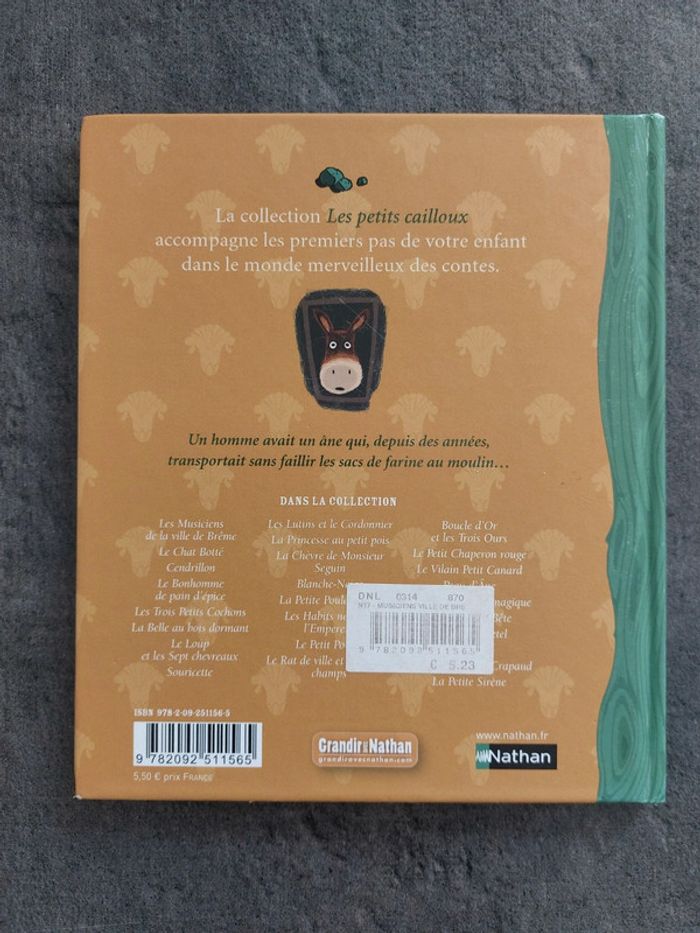 La collection Les petits cailloux
accompagne les premiers pas de votre enfant
dans le monde merveilleux des contes.
Un homme avait un âne qui, depuis des années,
transportait sans faillir les sacs de farine au moulin...
DANS LA COLLECTION
Les Musiciens
de la ville de Brême
Le Chat Botté
Cendrillon
Le Bonhomme
de pain d'épice
Les Trois Petits Cochons
La Belle au bois dormant
Le Loup
et les Sept chevreaux
Souricette
Les Lutins et le Cordonnier
La Princesse au petit pois
La Chèvre de Monsieur
Seguin
La Petite
Les Habits
Le Petit
Le Rat de ville et
champs
Boucle d'Or
et les Trois Ours
Le Petit Chaperon rouge
Le Vilain Petit Canard
Crapaud
La Petite Sirène
DNL 0314 870
N17 - MUSICIENS VILLE DE BRE
9 782092 511565
€ 5.23
ISBN 978-2-09-251156-5
9 782092 511565
5,50 € prix FRANCE
Grandir avec Nathan
grandiravecnathan.com
www.nathan.fr
Nathan